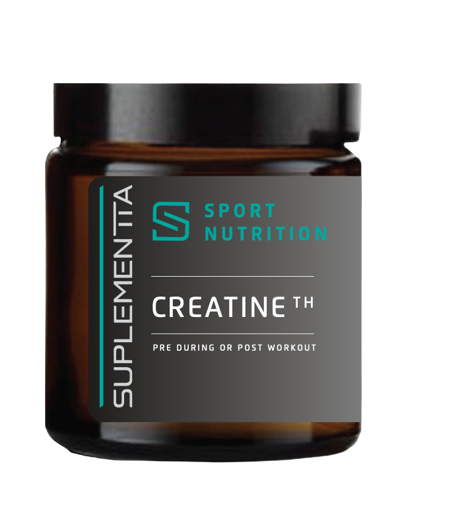 SUPLEMENTTA
SPORT
NUTRITION
CREATINE TH
PRE DURING OR POST WORKOUT